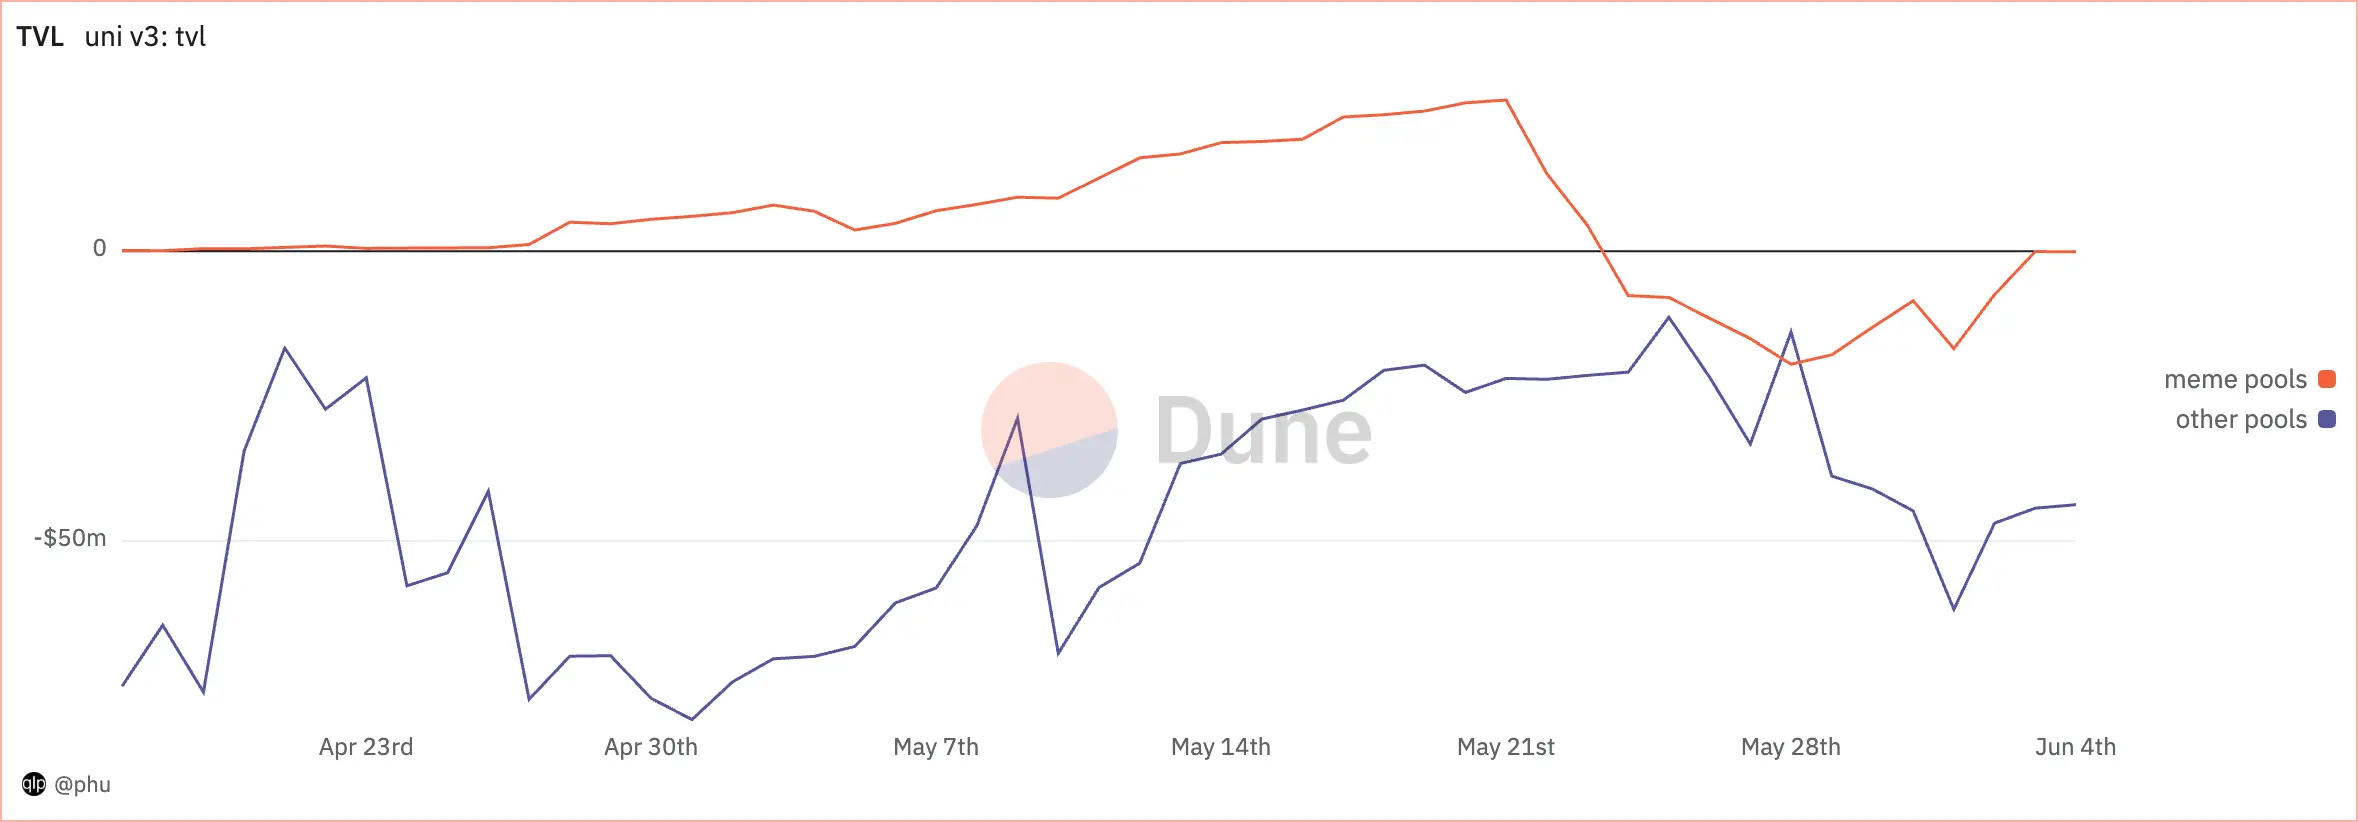 TVL uni v3: tvl
0
-$50m
Dune
meme pools
other pools
Apr 23rd Apr 30th May 7th May 14th May 21st May 28th Jun 4th
qlp @phu